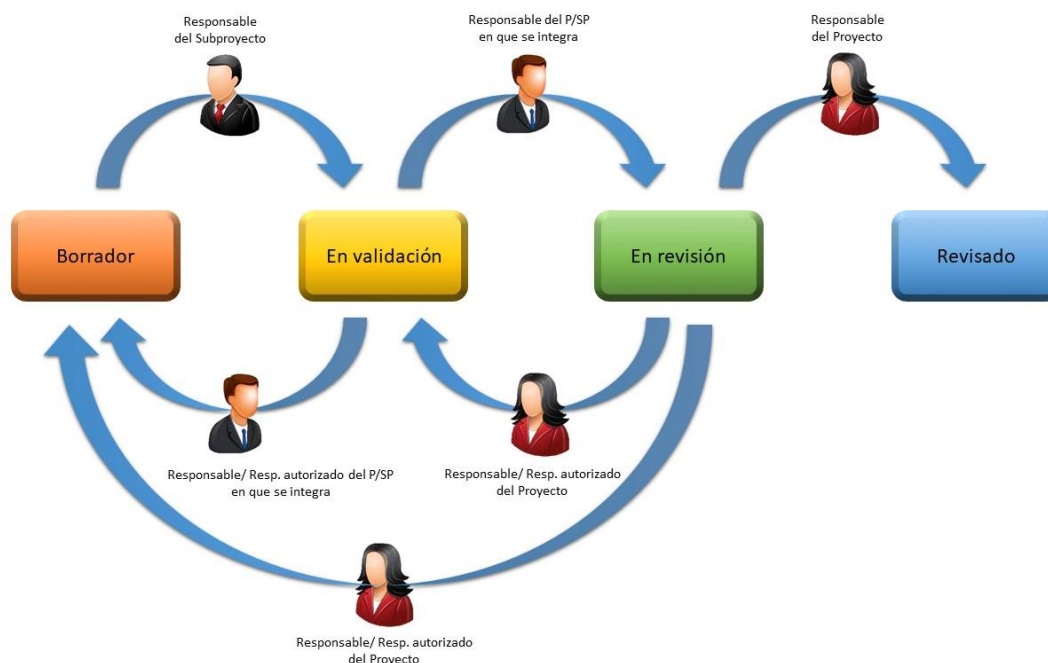 Responsable
del Subproyecto
Responsable del P/SP
en que se integra
Responsable
del Proyecto
Borrador
En validación
En revisión
Revisado
Responsable/ Resp. autorizado del P/SP
en que se integra
Responsable/ Resp. autorizado
del Proyecto
Responsable/ Resp. autorizado
del Proyecto